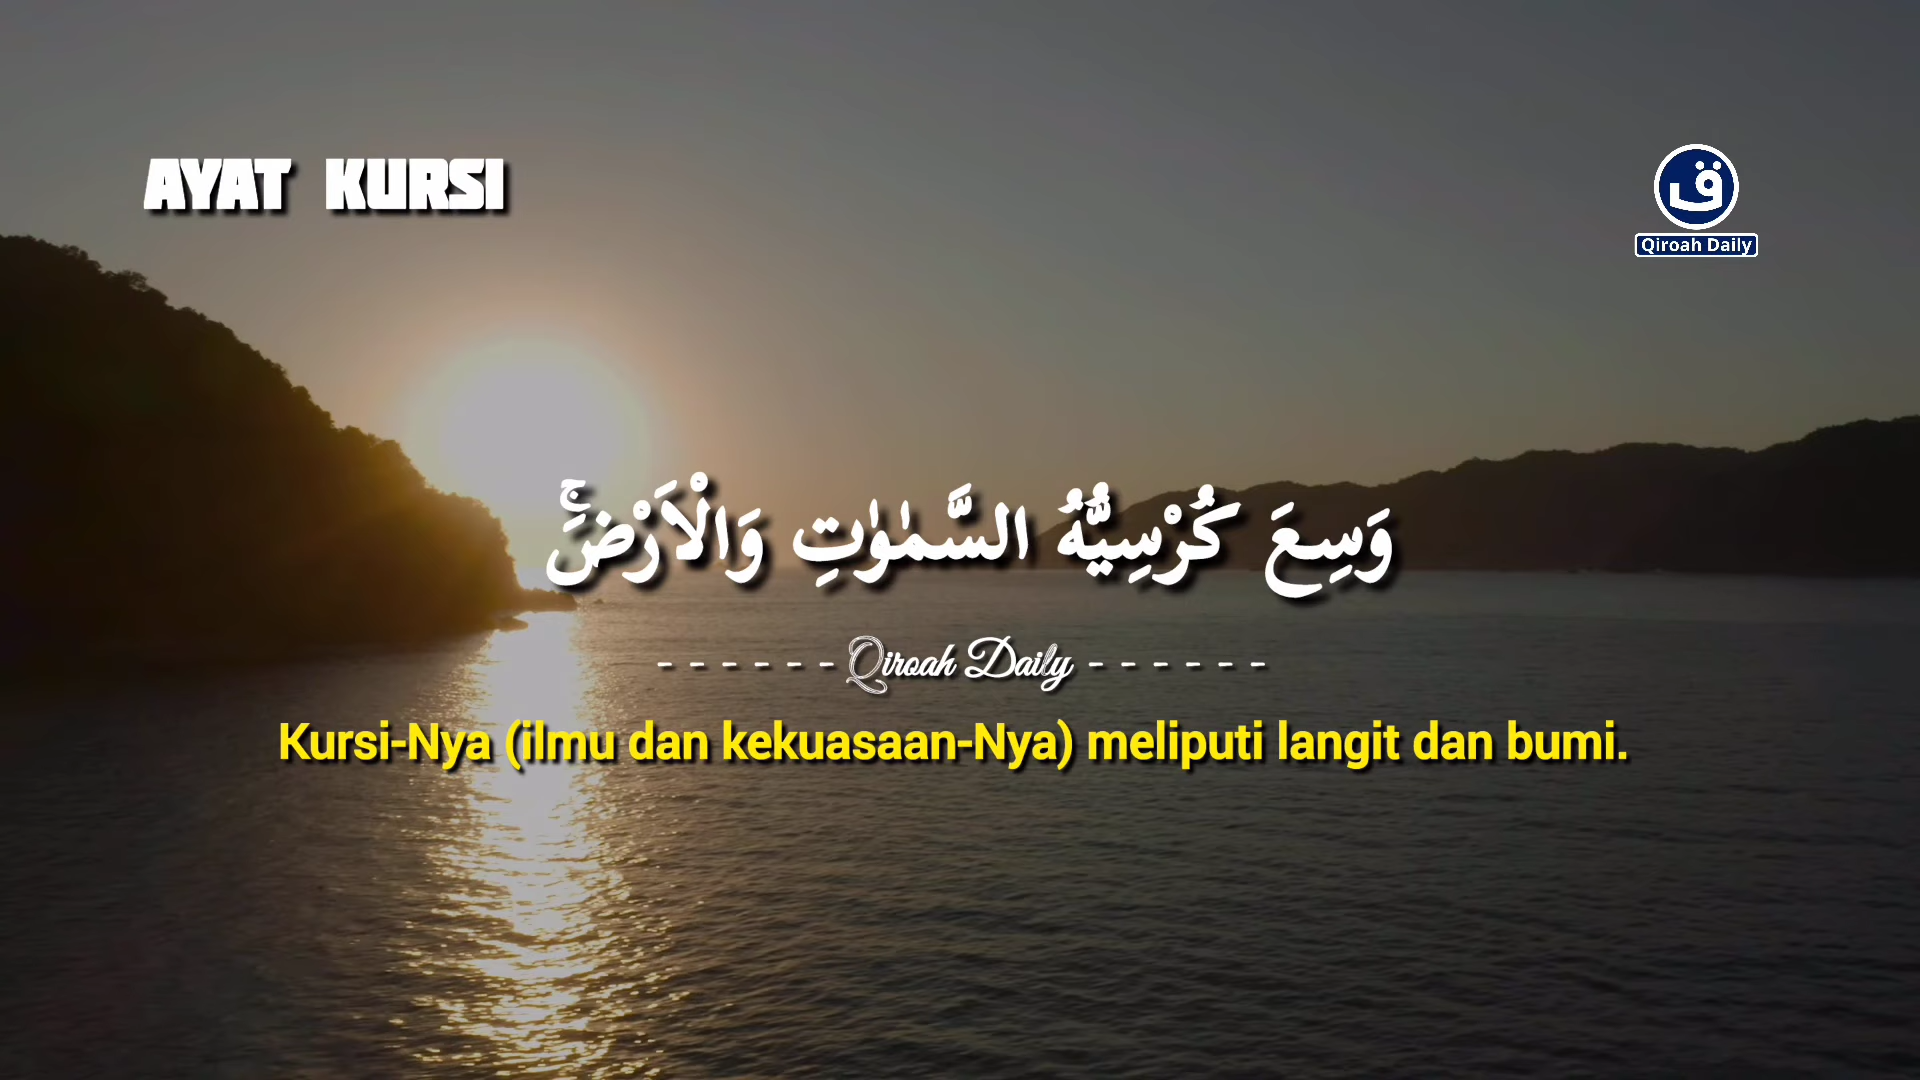 AYAT KURSI
ق
Qiroah Daily
وَسِعَ كُرْسِيُّهُ السَّمٰوٰتِ وَالْاَرْضَۚ
- - - - - - Qiroah Daily - - - - - -
Kursi-Nya (ilmu dan kekuasaan-Nya) meliputi langit dan bumi.